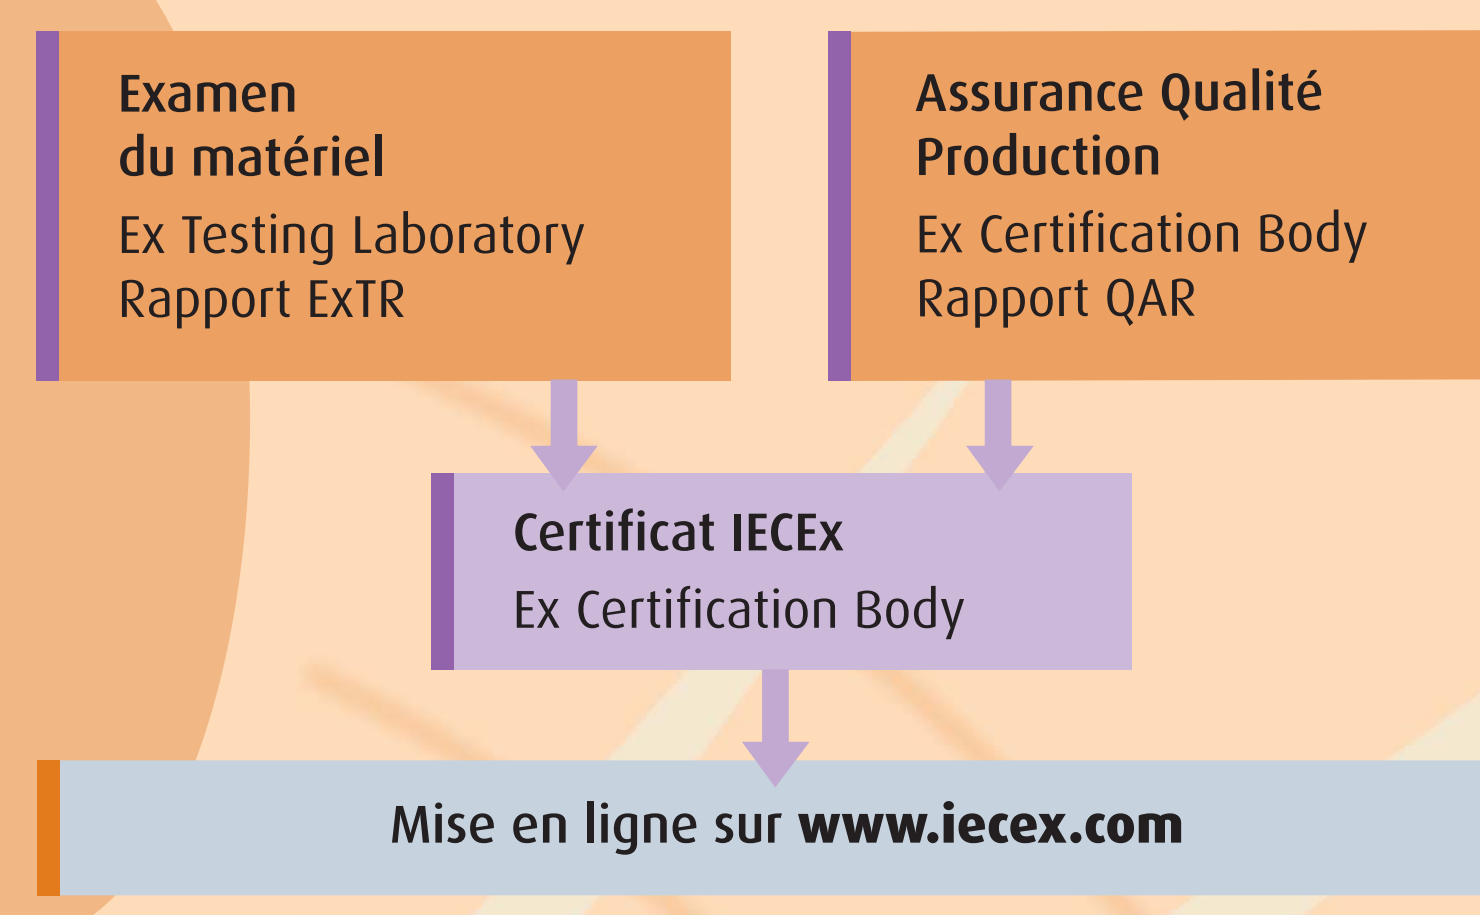 Examen
du matériel
Ex Testing Laboratory
Rapport ExTR
Assurance Qualité
Production
Ex Certification Body
Rapport QAR
Certificat IECEx
Ex Certification Body
Mise en ligne sur www.iecex.com